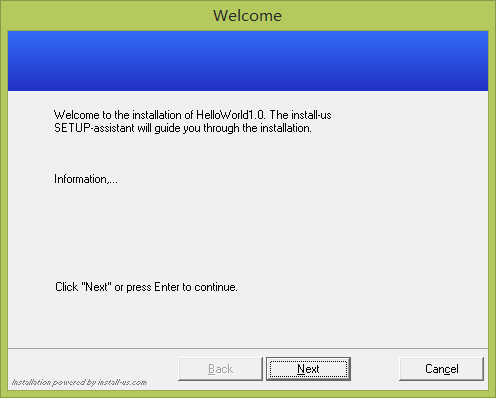 Welcome
Welcome to the installation of HelloWorld1.0. The install-us
SETUP-assistant will guide you through the installation.
Information,...
Click "Next" or press Enter to continue.
Back
Next
Cancel
Installation powered by install-us.com